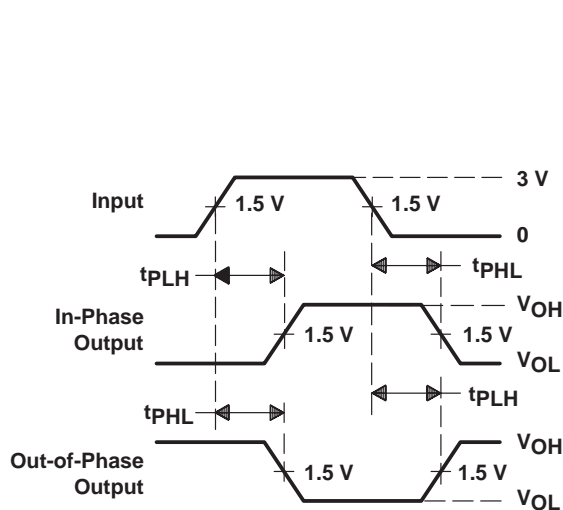 3 V
Input
1.5 V
1.5 V
0
tPLH
tPHL
VOH
In-Phase
Output
1.5 V
1.5 V
VOL
tPHL
tPLH
VOH
Out-of-Phase
Output
1.5 V
1.5 V
VOL